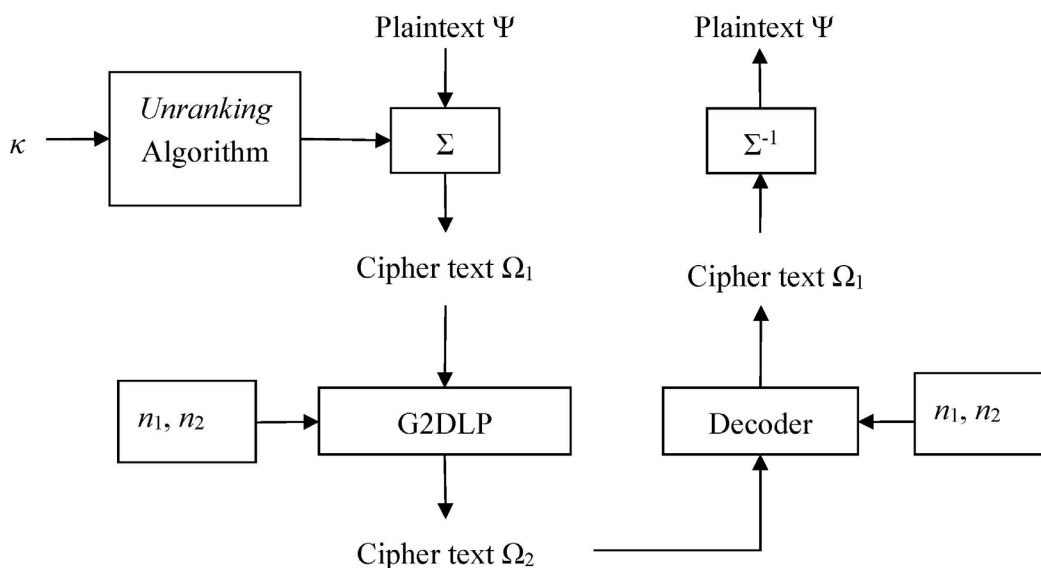 Plaintext Ψ
Plaintext Ψ
κ
Unranking
Algorithm
Σ
Σ⁻¹
Cipher text Ω₁
Cipher text Ω₁
n₁, n₂
G2DLP
Decoder
n₁, n₂
Cipher text Ω₂